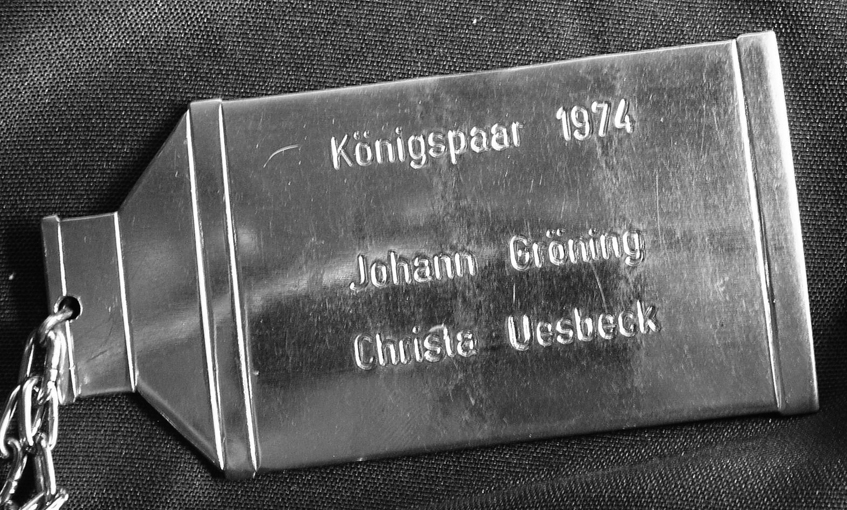 Königspaar 1974
Johann Gröning
Christa Uesbeck